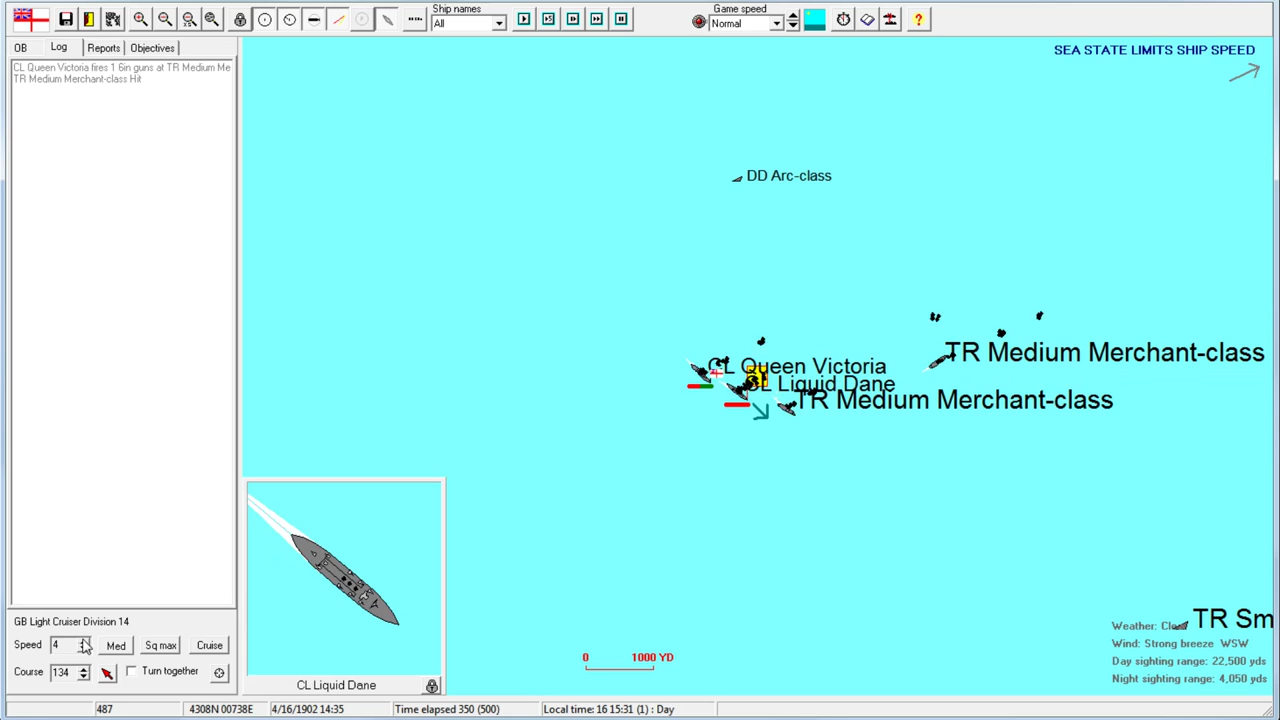 Ship names
All
Game speed
Normal
OB Log Reports Objectives
CL Queen Victoria fires 1 6in guns at TR Medium Me
TR Medium Merchant-class Hit
SEA STATE LIMITS SHIP SPEED
DD Arc-class
TR Medium Merchant-class
CL Queen Victoria
CL Liquid Dane
TR Medium Merchant-class
TR Sm
Weather:
Wind: Strong breeze WSW
Day sighting range: 22,500 yds
Night sighting range: 4,050 yds
0 1000 YD
GB Light Cruiser Division 14
Speed 4 Med Sq max Cruise
Course 134 Turn together
CL Liquid Dane
487 4308N 00738E 4/16/1902 14:35 Time elapsed 350 (500) Local time: 16 15:31 (1) : Day